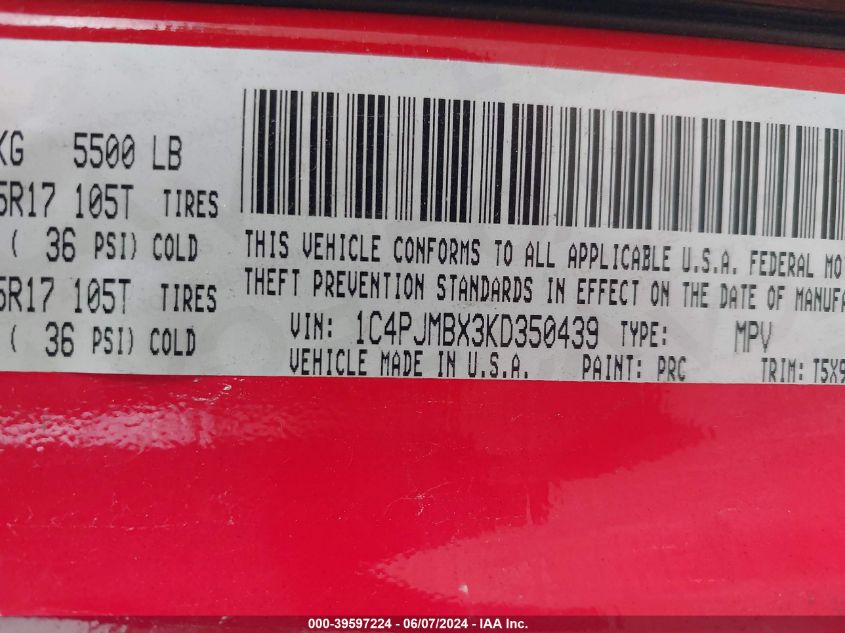 KG 5500 LB
5R17 105T TIRES
( 36 PSI) COLD
5R17 105T TIRES
( 36 PSI) COLD
THIS VEHICLE CONFORMS TO ALL APPLICABLE U.S.A. FEDERAL MO
THEFT PREVENTION STANDARDS IN EFFECT ON THE DATE OF MANUFA
VIN: 1C4PJMBX3KD350439 TYPE: MPV
VEHICLE MADE IN U.S.A. PAINT: PRC TRIM: T5X9
000-39597224 - 06/07/2024 - IAA Inc.